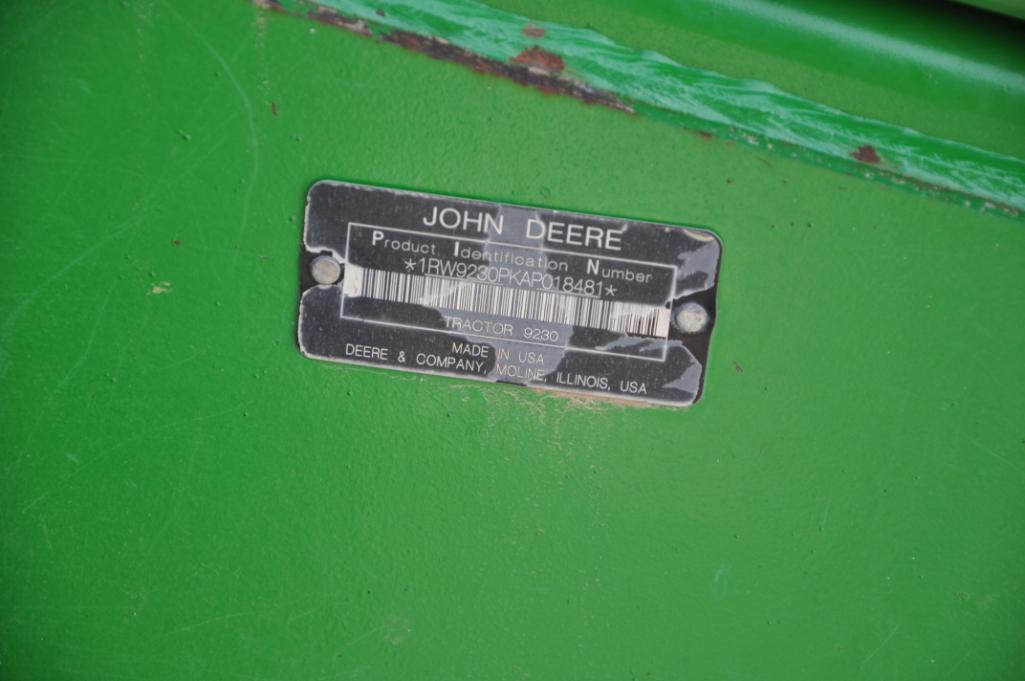 JOHN DEERE
Product Identification Number
*1RW9230PKAP018481*
TRACTOR 9230
MADE IN USA
DEERE & COMPANY, MOLINE, ILLINOIS, USA